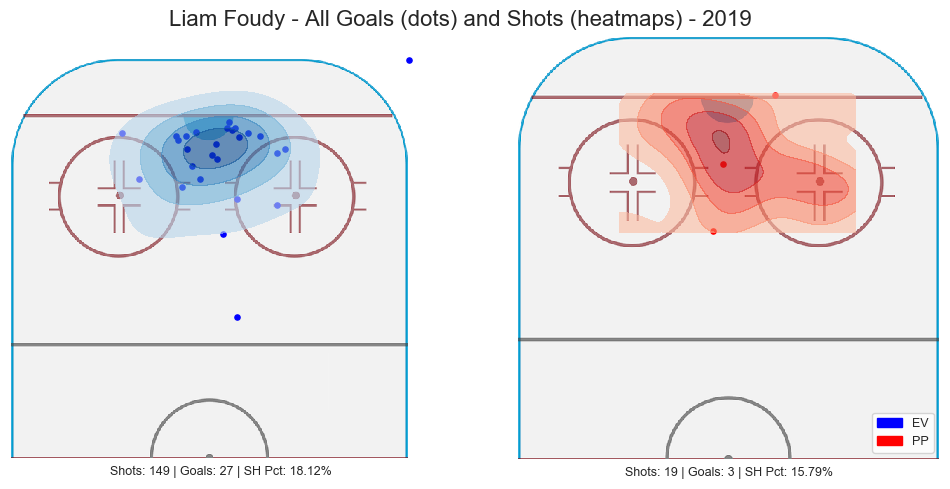 Liam Foudy - All Goals (dots) and Shots (heatmaps) - 2019
EV
PP
Shots: 149 | Goals: 27 | SH Pct: 18.12%
Shots: 19 | Goals: 3 | SH Pct: 15.79%